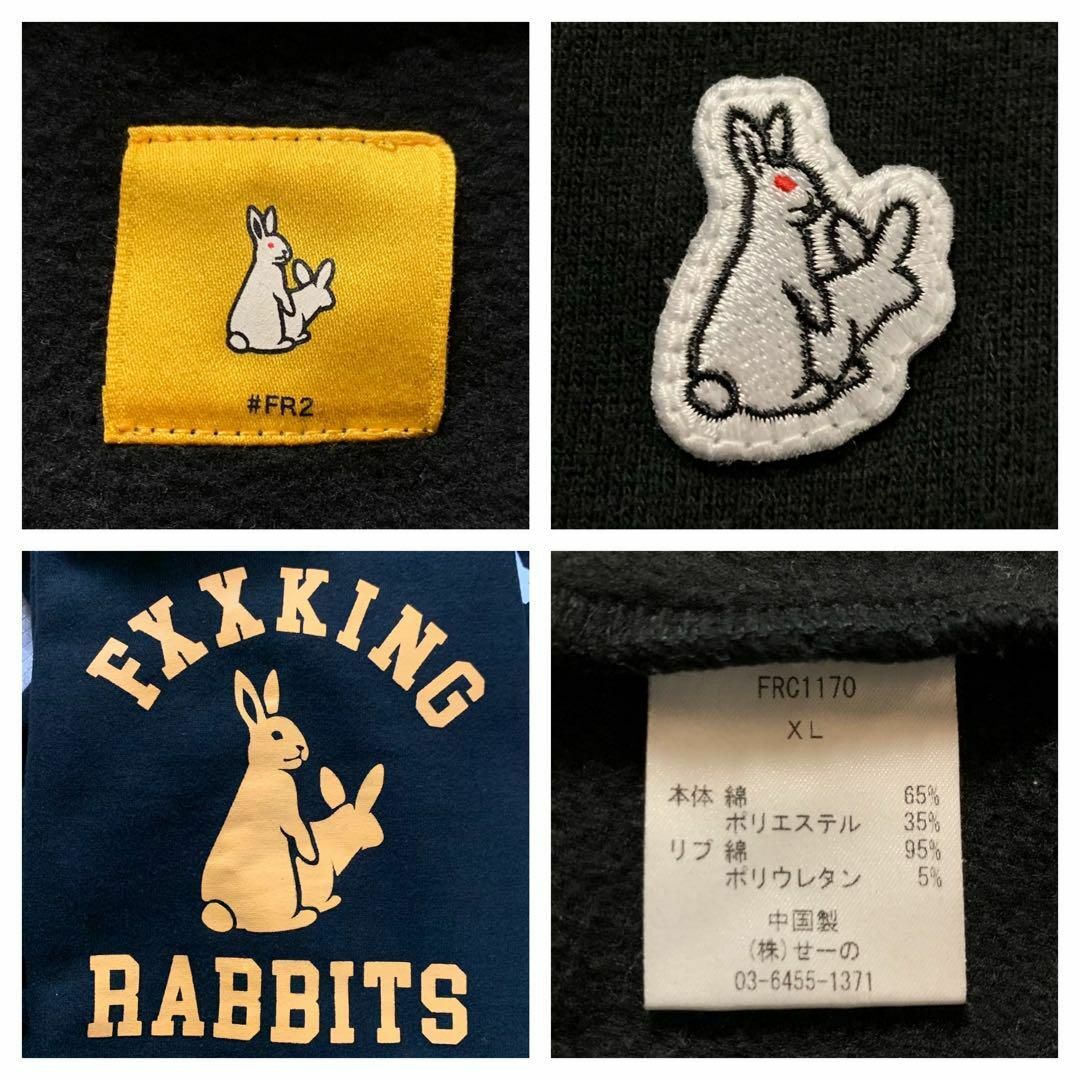 #FR2
FXXKING
RABBITS
FRC1170
XL
本体 綿 65%
ポリエステル 35%
リブ 綿 95%
ポリウレタン 5%
中国製
(株)せーの
03-6455-1371